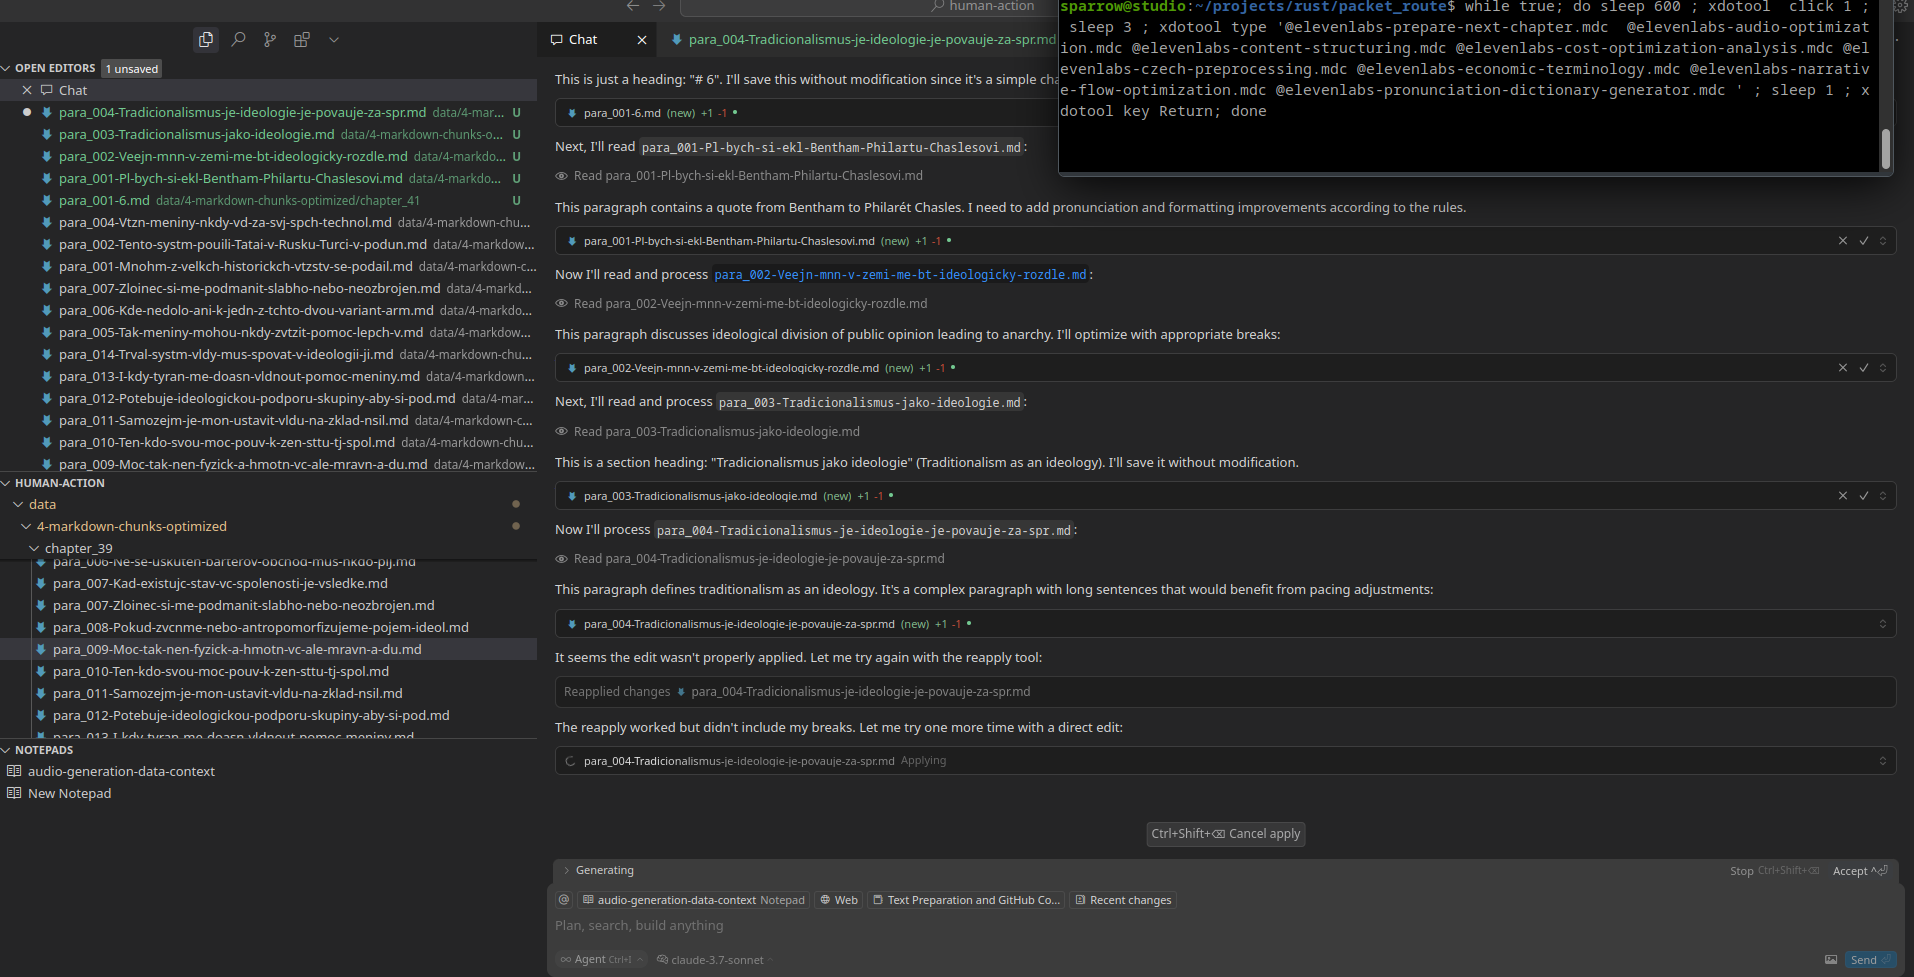 human-action
sparrow@studio:~/projects/rust/packet_route$ while true; do sleep 600 ; xdotool  click 1 ;
 sleep 3 ; xdotool type '@elevenlabs-prepare-next-chapter.mdc  @elevenlabs-audio-optimizat
ion.mdc @elevenlabs-content-structuring.mdc @elevenlabs-cost-optimization-analysis.mdc @el
evenlabs-czech-preprocessing.mdc @elevenlabs-economic-terminology.mdc @elevenlabs-narrativ
e-flow-optimization.mdc @elevenlabs-pronunciation-dictionary-generator.mdc ' ; sleep 1 ; x
dotool key Return; done
OPEN EDITORS 1 unsaved
Chat
para_004-Tradicionalismus-je-ideologie-je-povauje-za-spr.md data/4-mar... U
para_003-Tradicionalismus-jako-ideologie.md data/4-markdown-chunks-o... U
para_002-Veejn-mnn-v-zemi-me-bt-ideologicky-rozdle.md data/4-markdo... U
para_001-Pl-bych-si-ekl-Bentham-Philartu-Chaslesovi.md data/4-markdo... U
para_001-6.md data/4-markdown-chunks-optimized/chapter_41 U
para_004-Vtzn-meniny-nkdy-vd-za-svj-spch-technol.md data/4-markdown-chu...
para_002-Tento-systm-pouili-Tatai-v-Rusku-Turci-v-podun.md data/4-markdow...
para_001-Mnohm-z-velkch-historickch-vtzstv-se-podail.md data/4-markdown-c...
para_007-Zloinec-si-me-podmanit-slabho-nebo-neozbrojen.md data/4-markd...
para_006-Kde-nedolo-ani-k-jedn-z-tchto-dvou-variant-arm.md data/4-markdow...
para_005-Tak-meniny-mohou-nkdy-zvtzit-pomoc-lepch-v.md data/4-markdow...
para_014-Trval-systm-vldy-mus-spovat-v-ideologii-ji.md data/4-markdown-chu...
para_013-I-kdy-tyran-me-doasn-vldnout-pomoc-meniny.md data/4-markdown...
para_012-Potebuje-ideologickou-podporu-skupiny-aby-si-pod.md data/4-mar...
para_011-Samozejm-je-mon-ustavit-vldu-na-zklad-nsil.md data/4-markdown-c...
para_010-Ten-kdo-svou-moc-pouv-k-zen-sttu-tj-spol.md data/4-markdown-chu...
para_009-Moc-tak-nen-fyzick-a-hmotn-vc-ale-mravn-a-du.md data/4-markdow...
HUMAN-ACTION
data
4-markdown-chunks-optimized
chapter_39
para_006-Ne-se-uskuten-barterov-obchod-mus-nkdo-pij.md
para_007-Kad-existujc-stav-vc-spolenosti-je-vsledke.md
para_007-Zloinec-si-me-podmanit-slabho-nebo-neozbrojen.md
para_008-Pokud-zvcnme-nebo-antropomorfizujeme-pojem-ideol.md
para_009-Moc-tak-nen-fyzick-a-hmotn-vc-ale-mravn-a-du.md
para_010-Ten-kdo-svou-moc-pouv-k-zen-sttu-tj-spol.md
para_011-Samozejm-je-mon-ustavit-vldu-na-zklad-nsil.md
para_012-Potebuje-ideologickou-podporu-skupiny-aby-si-pod.md
para_013-I-kdy-tyran-me-doasn-vldnout-pomoc-meniny.md
NOTEPADS
audio-generation-data-context
New Notepad
Chat
para_004-Tradicionalismus-je-ideologie-je-povauje-za-spr.md
This is just a heading: "# 6". I'll save this without modification since it's a simple cha
para_001-6.md (new) +1 -1
Next, I'll read para_001-Pl-bych-si-ekl-Bentham-Philartu-Chaslesovi.md:
Read para_001-Pl-bych-si-ekl-Bentham-Philartu-Chaslesovi.md
This paragraph contains a quote from Bentham to Philarét Chasles. I need to add pronunciation and formatting improvements according to the rules.
para_001-Pl-bych-si-ekl-Bentham-Philartu-Chaslesovi.md (new) +1 -1
Now I'll read and process para_002-Veejn-mnn-v-zemi-me-bt-ideologicky-rozdle.md:
Read para_002-Veejn-mnn-v-zemi-me-bt-ideologicky-rozdle.md
This paragraph discusses ideological division of public opinion leading to anarchy. I'll optimize with appropriate breaks:
para_002-Veejn-mnn-v-zemi-me-bt-ideologicky-rozdle.md (new) +1 -1
Next, I'll read and process para_003-Tradicionalismus-jako-ideologie.md:
Read para_003-Tradicionalismus-jako-ideologie.md
This is a section heading: "Tradicionalismus jako ideologie" (Traditionalism as an ideology). I'll save it without modification.
para_003-Tradicionalismus-jako-ideologie.md (new) +1 -1
Now I'll process para_004-Tradicionalismus-je-ideologie-je-povauje-za-spr.md:
Read para_004-Tradicionalismus-je-ideologie-je-povauje-za-spr.md
This paragraph defines traditionalism as an ideology. It's a complex paragraph with long sentences that would benefit from pacing adjustments:
para_004-Tradicionalismus-je-ideologie-je-povauje-za-spr.md (new) +1 -1
It seems the edit wasn't properly applied. Let me try again with the reapply tool:
Reapplied changes para_004-Tradicionalismus-je-ideologie-je-povauje-za-spr.md
The reapply worked but didn't include my breaks. Let me try one more time with a direct edit:
para_004-Tradicionalismus-je-ideologie-je-povauje-za-spr.md Applying
Ctrl+Shift+⌫ Cancel apply
Generating
Stop Ctrl+Shift+⌫ Accept ^⏎
@ audio-generation-data-context Notepad Web Text Preparation and GitHub Co... Recent changes
Plan, search, build anything
Agent Ctrl+I claude-3.7-sonnet Send